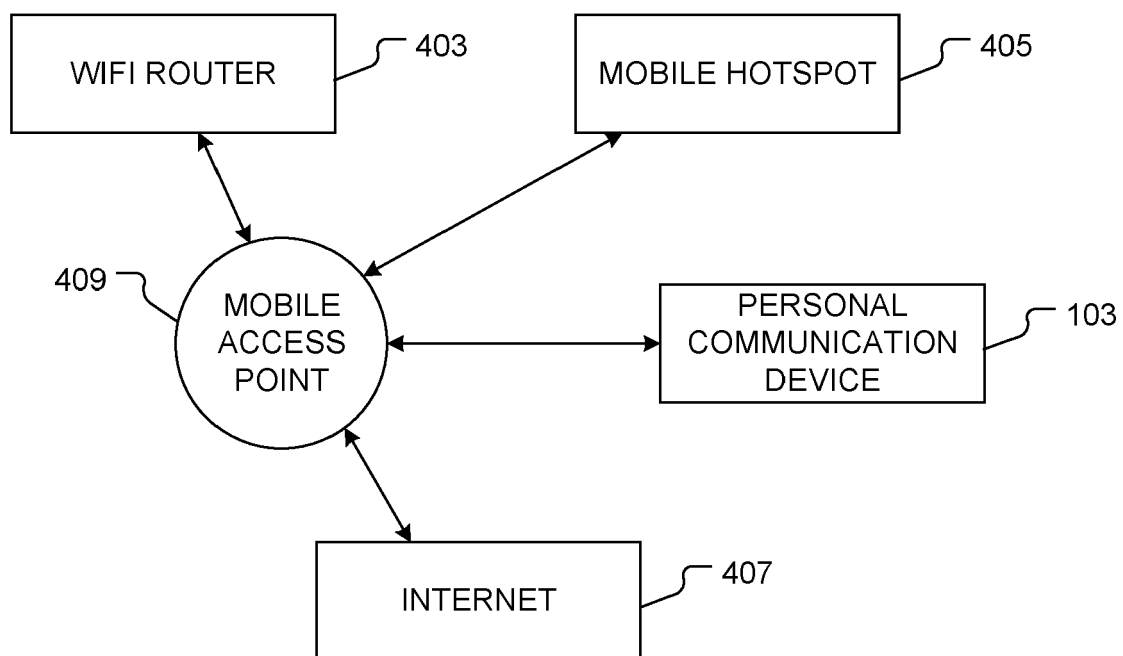 WIFI ROUTER
403
MOBILE HOTSPOT
405
409
MOBILE
ACCESS
POINT
PERSONAL
COMMUNICATION
DEVICE
103
INTERNET
407